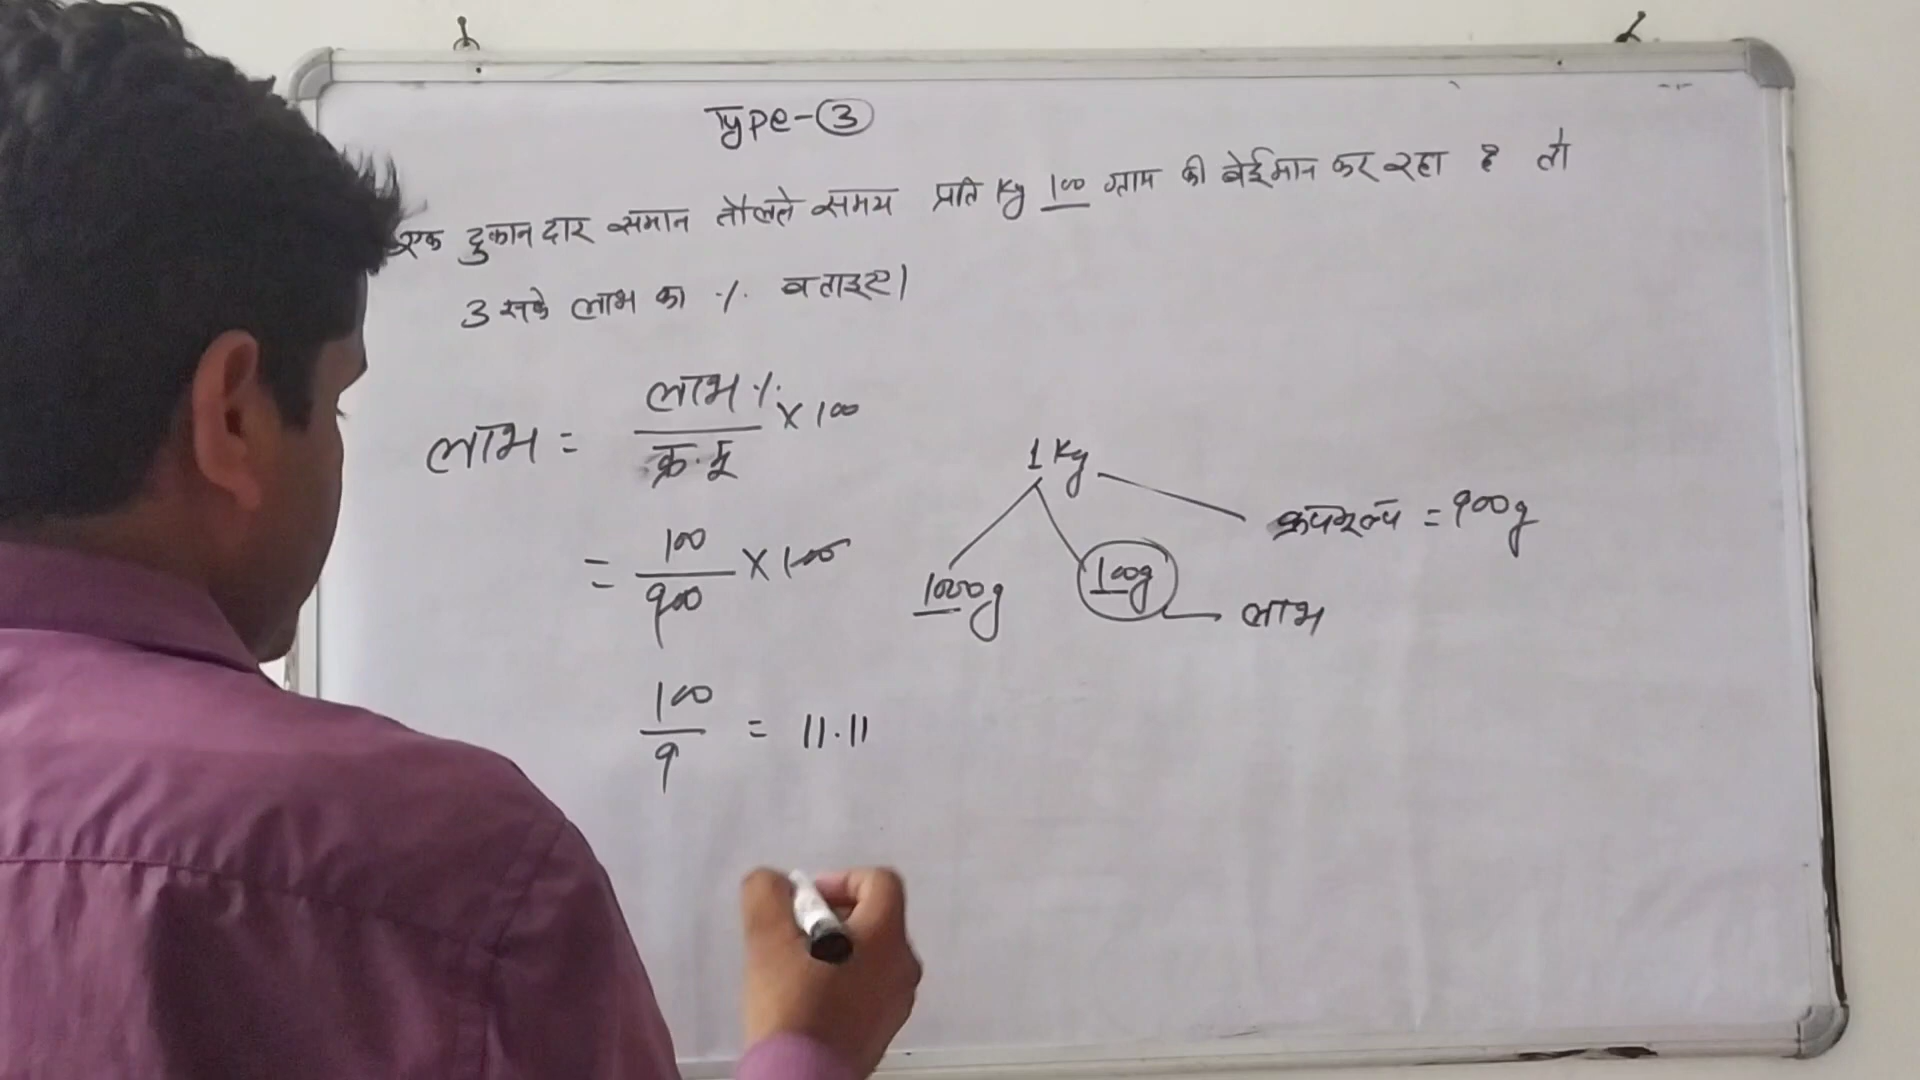 Type-③
एक दुकानदार समान तौलते समय प्रति Kg 100 ग्राम की बेईमान कर रहा है तो
उसके लाभ का % बताइए।
लाभ = लाभ% / क्र.मू × 100
= 100 / 900 × 100
100 / 9 = 11.11
1 Kg
1000g 100g लाभ
क्रयमूल्य = 900g